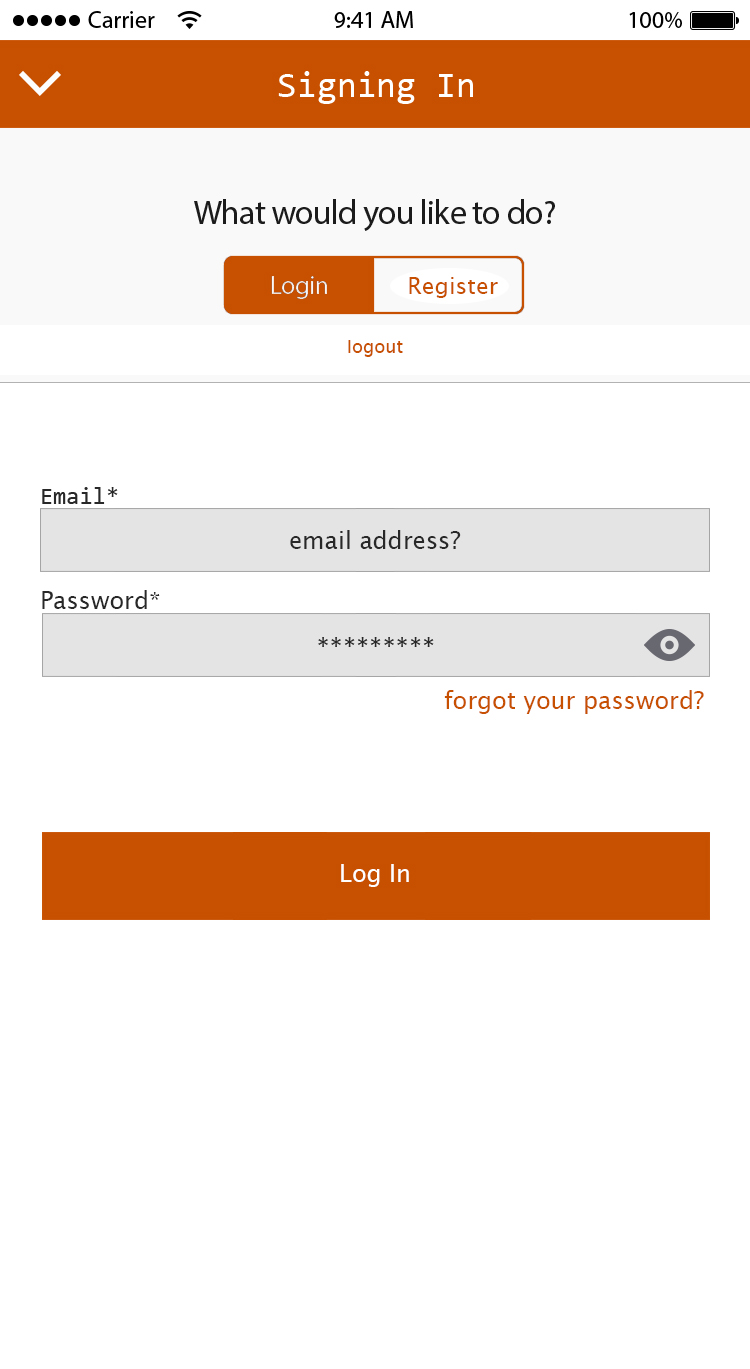 Carrier 9:41 AM 100%
Signing In
What would you like to do?
Login Register
logout
Email*
email address?
Password*
*********
forgot your password?
Log In